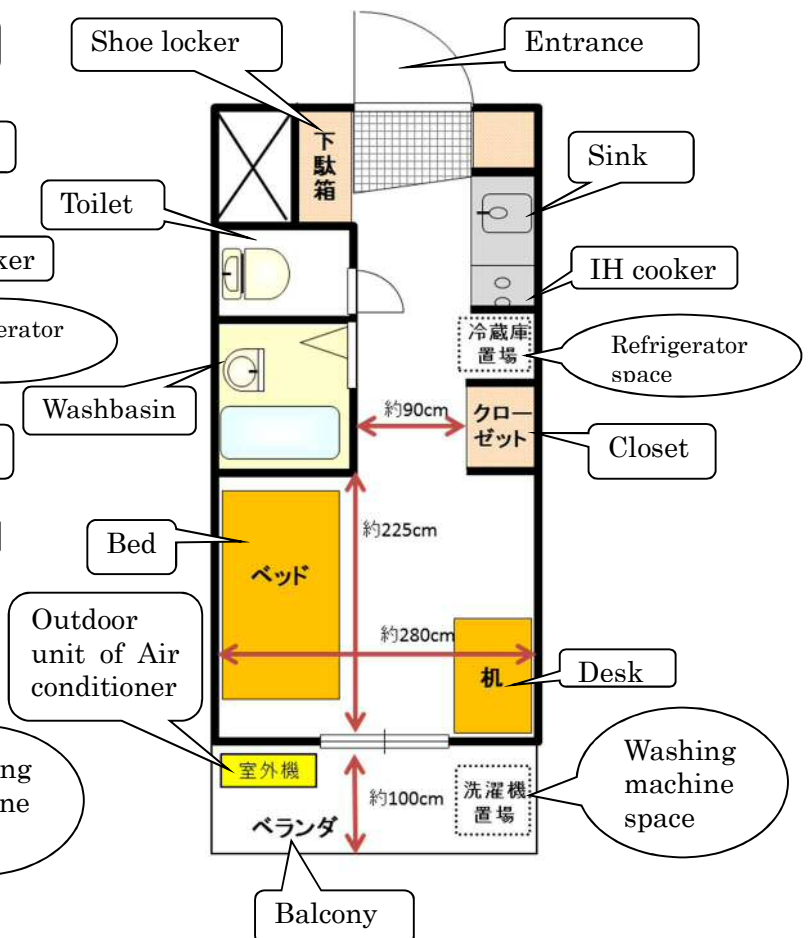 Shoe locker
Entrance
下駄箱
Sink
Toilet
ker
IH cooker
erator
冷蔵庫
置場
Refrigerator
space
Washbasin
約90cm
クロー
ゼット
Closet
約225cm
Bed
ベッド
Outdoor
unit of Air
conditioner
約280cm
机
Desk
ng
ne
室外機
約100cm
洗濯機
置場
Washing
machine
space
ベランダ
Balcony